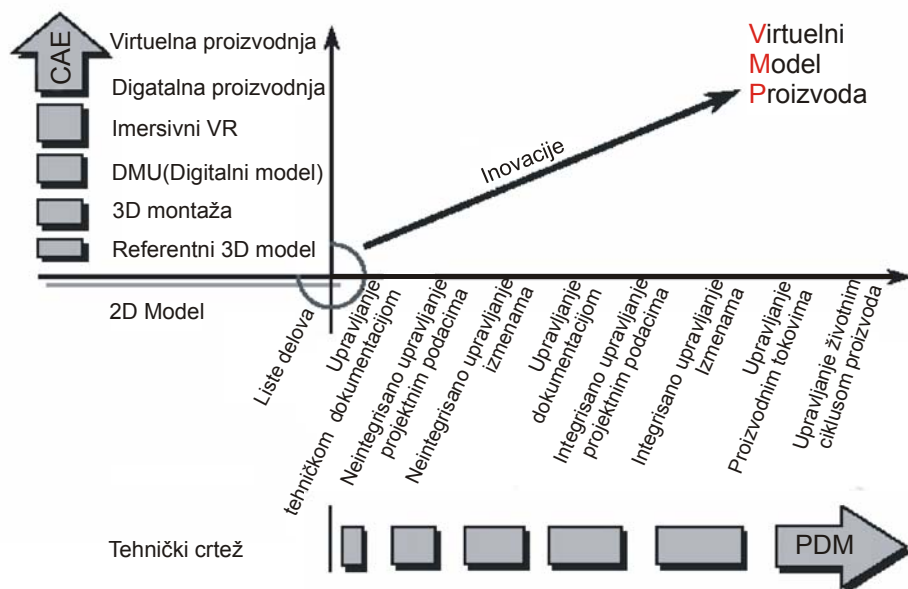 CAE
Virtuelna proizvodnja
Digatalna proizvodnja
Imersivni VR
DMU(Digitalni model)
3D montaža
Referentni 3D model
2D Model
Virtuelni
Model
Proizvoda
Inovacije
Liste delova
Upravljanje
tehničkom dokumentacijom
Neintegrisano upravljanje
projektnim podacima
Neintegrisano upravljanje
izmenama
Upravljanje
dokumentacijom
Integrisano upravljanje
projektnim podacima
Integrisano upravljanje
Izmenama
Upravljanje
Proizvodnim tokovima
Upravljanje životnim
ciklusom proizvoda
Tehnički crtež
PDM